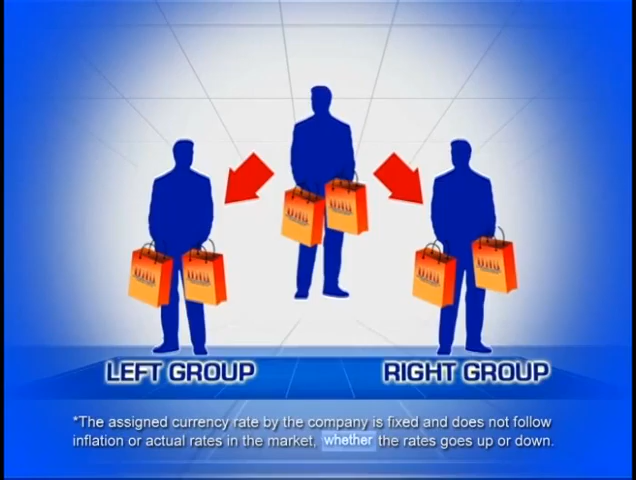 LEFT GROUP
RIGHT GROUP
*The assigned currency rate by the company is fixed and does not follow
inflation or actual rates in the market, whether the rates goes up or down.